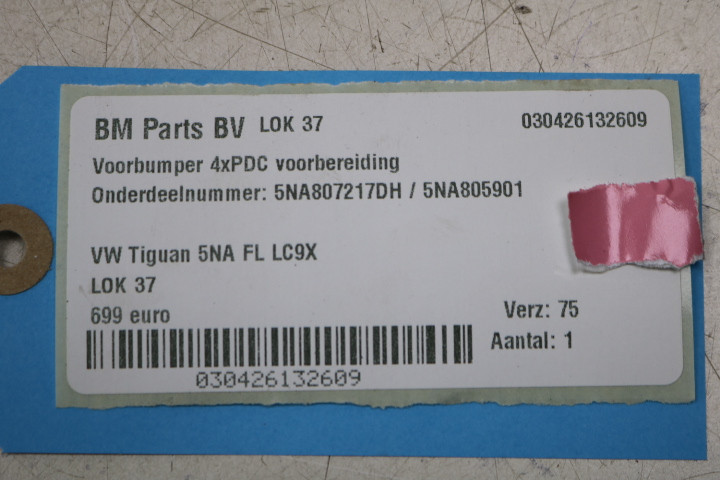 BM Parts BV LOK 37 030426132609
Voorbumper 4xPDC voorbereiding
Onderdeelnummer: 5NA807217DH / 5NA805901
VW Tiguan 5NA FL LC9X
LOK 37
699 euro Verz: 75
Aantal: 1
030426132609